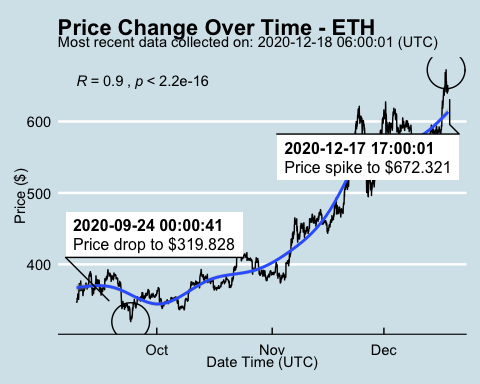 Price Change Over Time - ETH
Most recent data collected on: 2020-12-18 06:00:01 (UTC)
R = 0.9 , p < 2.2e-16
2020-12-17 17:00:01
Price spike to $672.321
2020-09-24 00:00:41
Price drop to $319.828
Price ($)
600
500
400
Oct
Nov
Dec
Date Time (UTC)